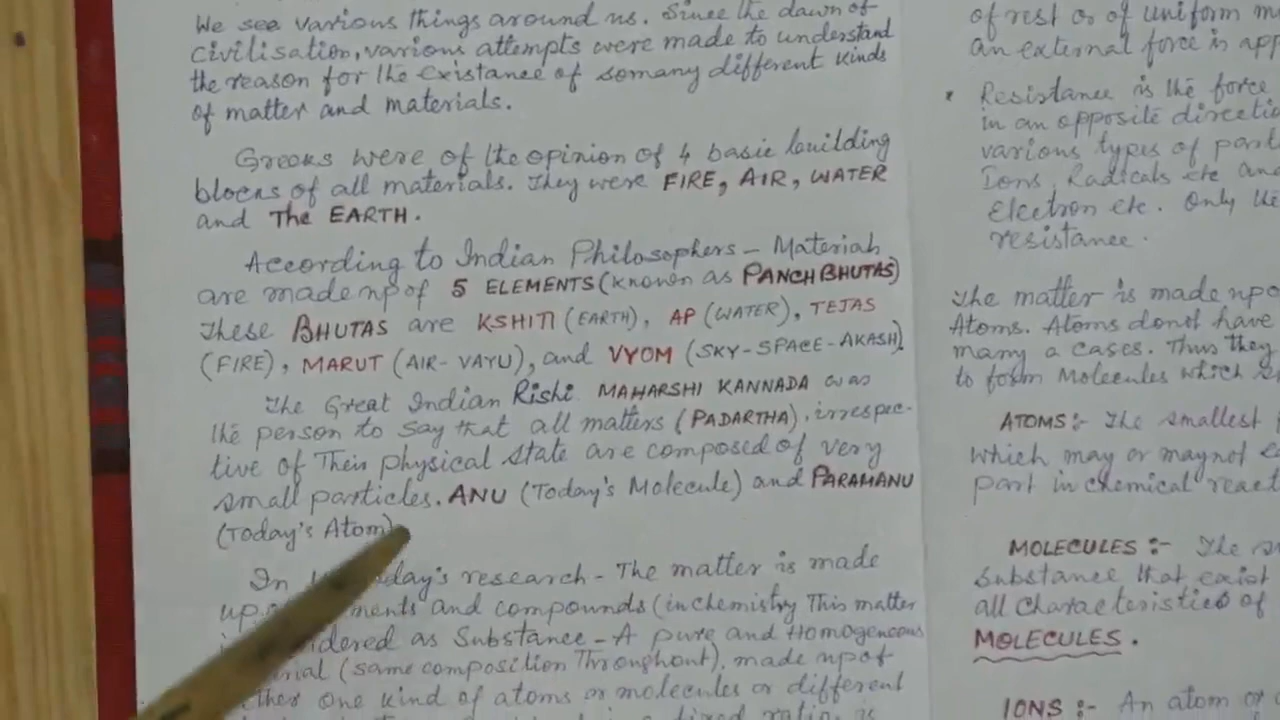 We see various things around us. Since the dawn of
civilisation, various attempts were made to understand
the reason for the existance of somany different kinds
of matter and materials.
Greeks were of the opinion of 4 basic building
blocks of all materials. They were FIRE, AIR, WATER
and The EARTH.
According to Indian Philosophers - Materials
are made up of 5 ELEMENTS (known as PANCH BHUTAS)
These BHUTAS are KSHITI (EARTH), AP (WATER), TEJAS
(FIRE), MARUT (AIR-VAYU), and VYOM (SKY-SPACE-AKASH).
The Great Indian Rishi MAHARSHI KANNADA was
the person to say that all matters (PADARTHA), irrespec-
tive of Their physical state are composed of very
small particles. ANU (Today's Molecule) and PARAMANU
(Today's Atom)
In day's research - The matter is made
up ments and compounds (in chemistry This matter
dered as Substance - A pure and Homogeneous
rial (same composition Throughout), made up of
ther one kind of atoms or molecules or different
fixed ratio is
of rest or of uniform m
an external force is app
* Resistance is the force
in an opposite directi
various types of part
Ions, Radicals etc an
Electron etc. Only the
resistance.
The matter is made up o
Atoms. Atoms donot have
many a cases. Thus they
to form Molecules which
ATOMS :- The smallest
which may or may not
part in chemical react
MOLECULES :- The s
substance that exist
all characteristics of
MOLECULES.
IONS :- An atom or